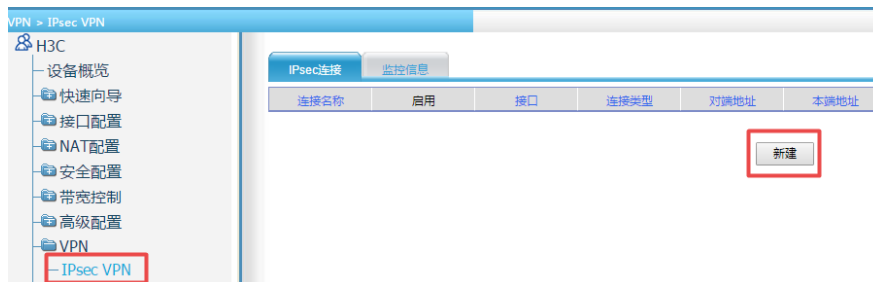 VPN > IPsec VPN
H3C
设备概览
快速向导
接口配置
NAT配置
安全配置
带宽控制
高级配置
VPN
IPsec VPN
IPsec连接 监控信息
连接名称 启用 接口 连接类型 对端地址 本端地址
新建